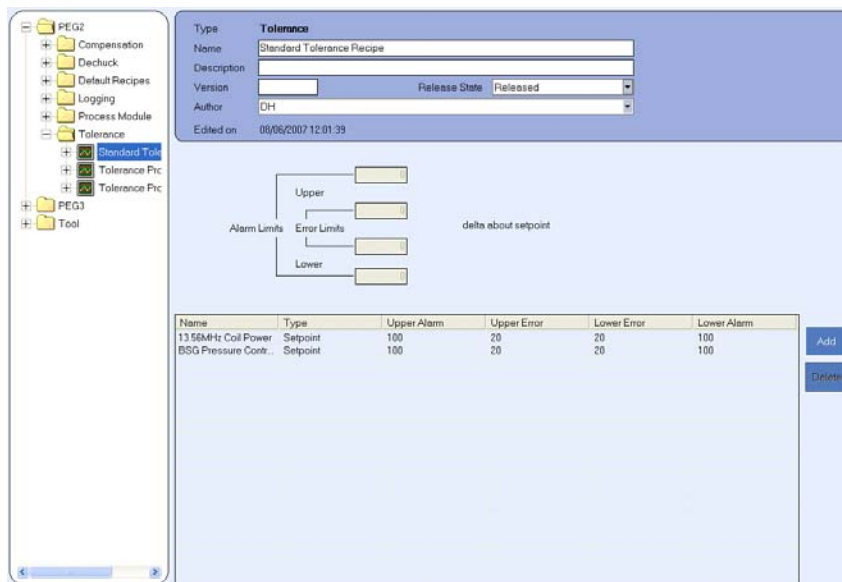 PEG2
Compensation
Dechuck
Default Recipes
Logging
Process Module
Tolerance
Standard Tole
Tolerance Prc
Tolerance Prc
PEG3
Tool
Type Tolerance
Name Standard Tolerance Recipe
Description
Version Release State Released
Author DH
Edited on 08/06/2007 12:01:39
0
Upper
0
Alarm Limits Error Limits delta about setpoint
0
Lower
0
Name Type Upper Alarm Upper Error Lower Error Lower Alarm
13.56MHz Coil Power Setpoint 100 20 20 100
BSG Pressure Contr... Setpoint 100 20 20 100
Add
Delete